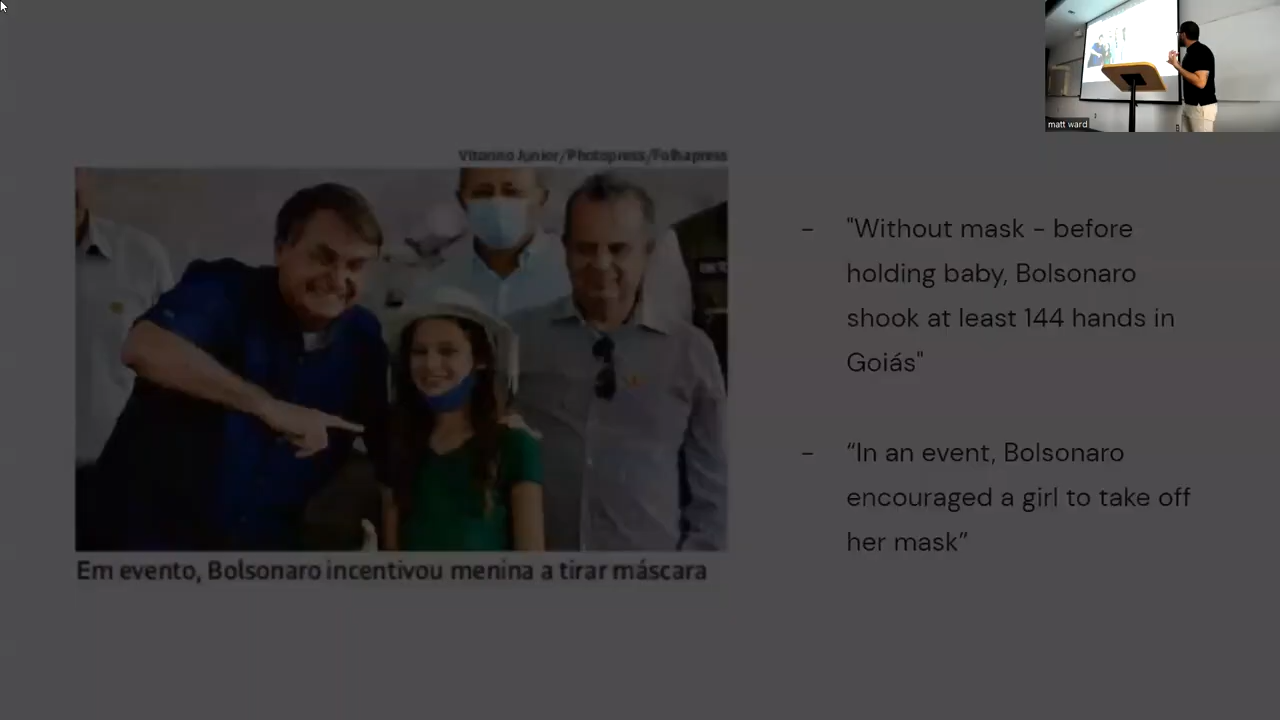 matt ward
Vitorino Junior/Photopress/Folhapress
Em evento, Bolsonaro incentivou menina a tirar máscara
- "Without mask - before
holding baby, Bolsonaro
shook at least 144 hands in
Goiás"
- “In an event, Bolsonaro
encouraged a girl to take off
her mask”